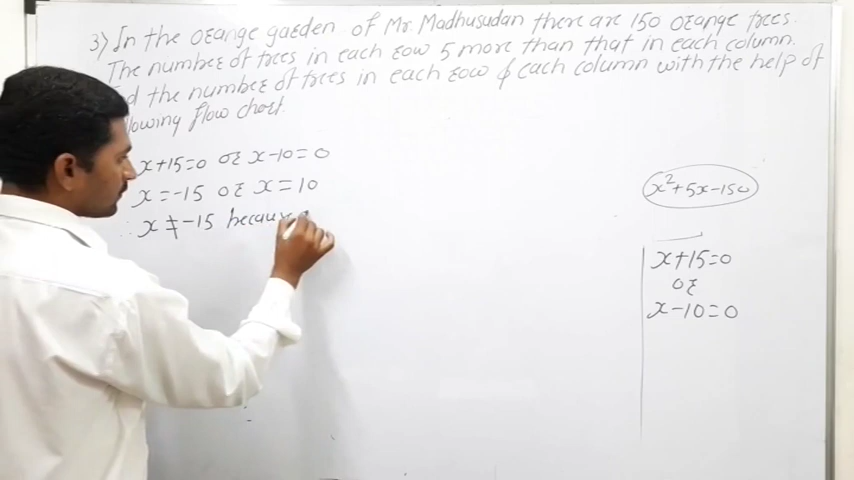 3) In the orange garden of Mr. Madhusudan there are 150 orange trees.
The number of trees in each row 5 more than that in each column.
the number of trees in each row & each column with the help of
flow chart.
x+15=0 or x-10=0
x=-15 or x=10
∴ x≠-15
x²+5x-150
x+15=0
or
x-10=0